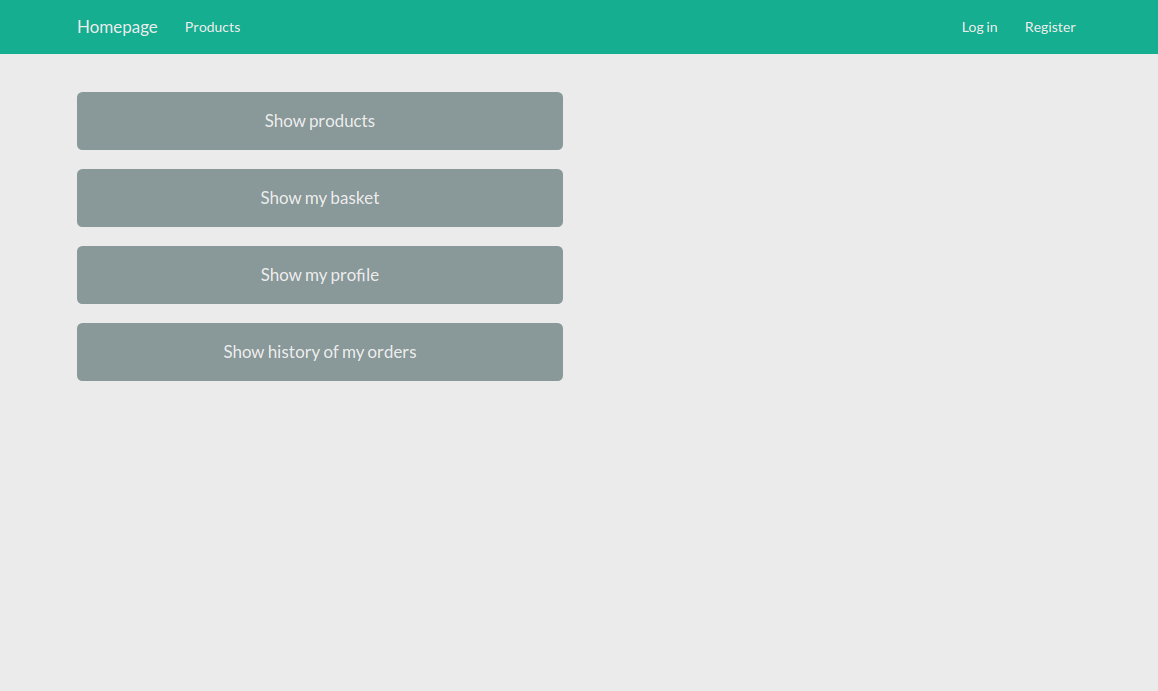 Homepage Products Log in Register
Show products
Show my basket
Show my profile
Show history of my orders